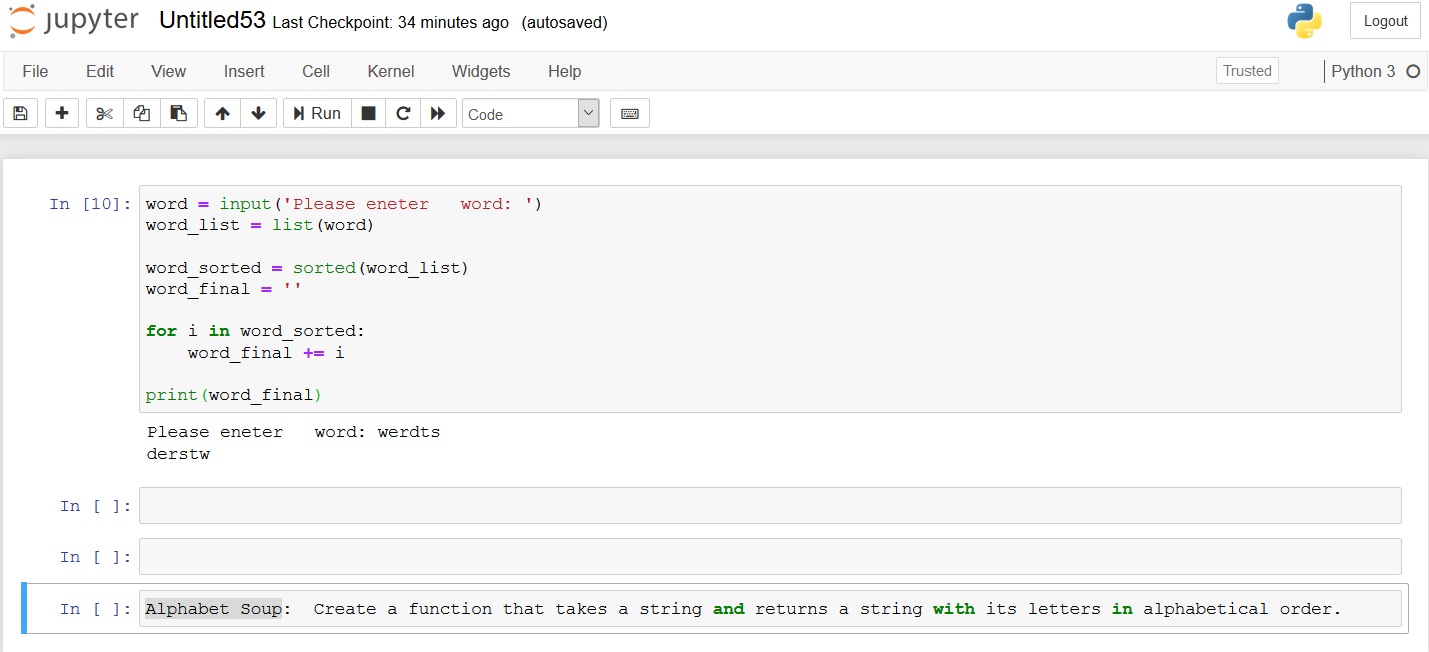 jupyter Untitled53 Last Checkpoint: 34 minutes ago (autosaved) Logout
File Edit View Insert Cell Kernel Widgets Help Trusted Python 3
Run Code
In [10]: word = input('Please eneter   word: ')
word_list = list(word)
word_sorted = sorted(word_list)
word_final = ''
for i in word_sorted:
    word_final += i
print(word_final)
Please eneter   word: werdts
derstw
In [ ]:
In [ ]:
In [ ]: Alphabet Soup:  Create a function that takes a string and returns a string with its letters in alphabetical order.